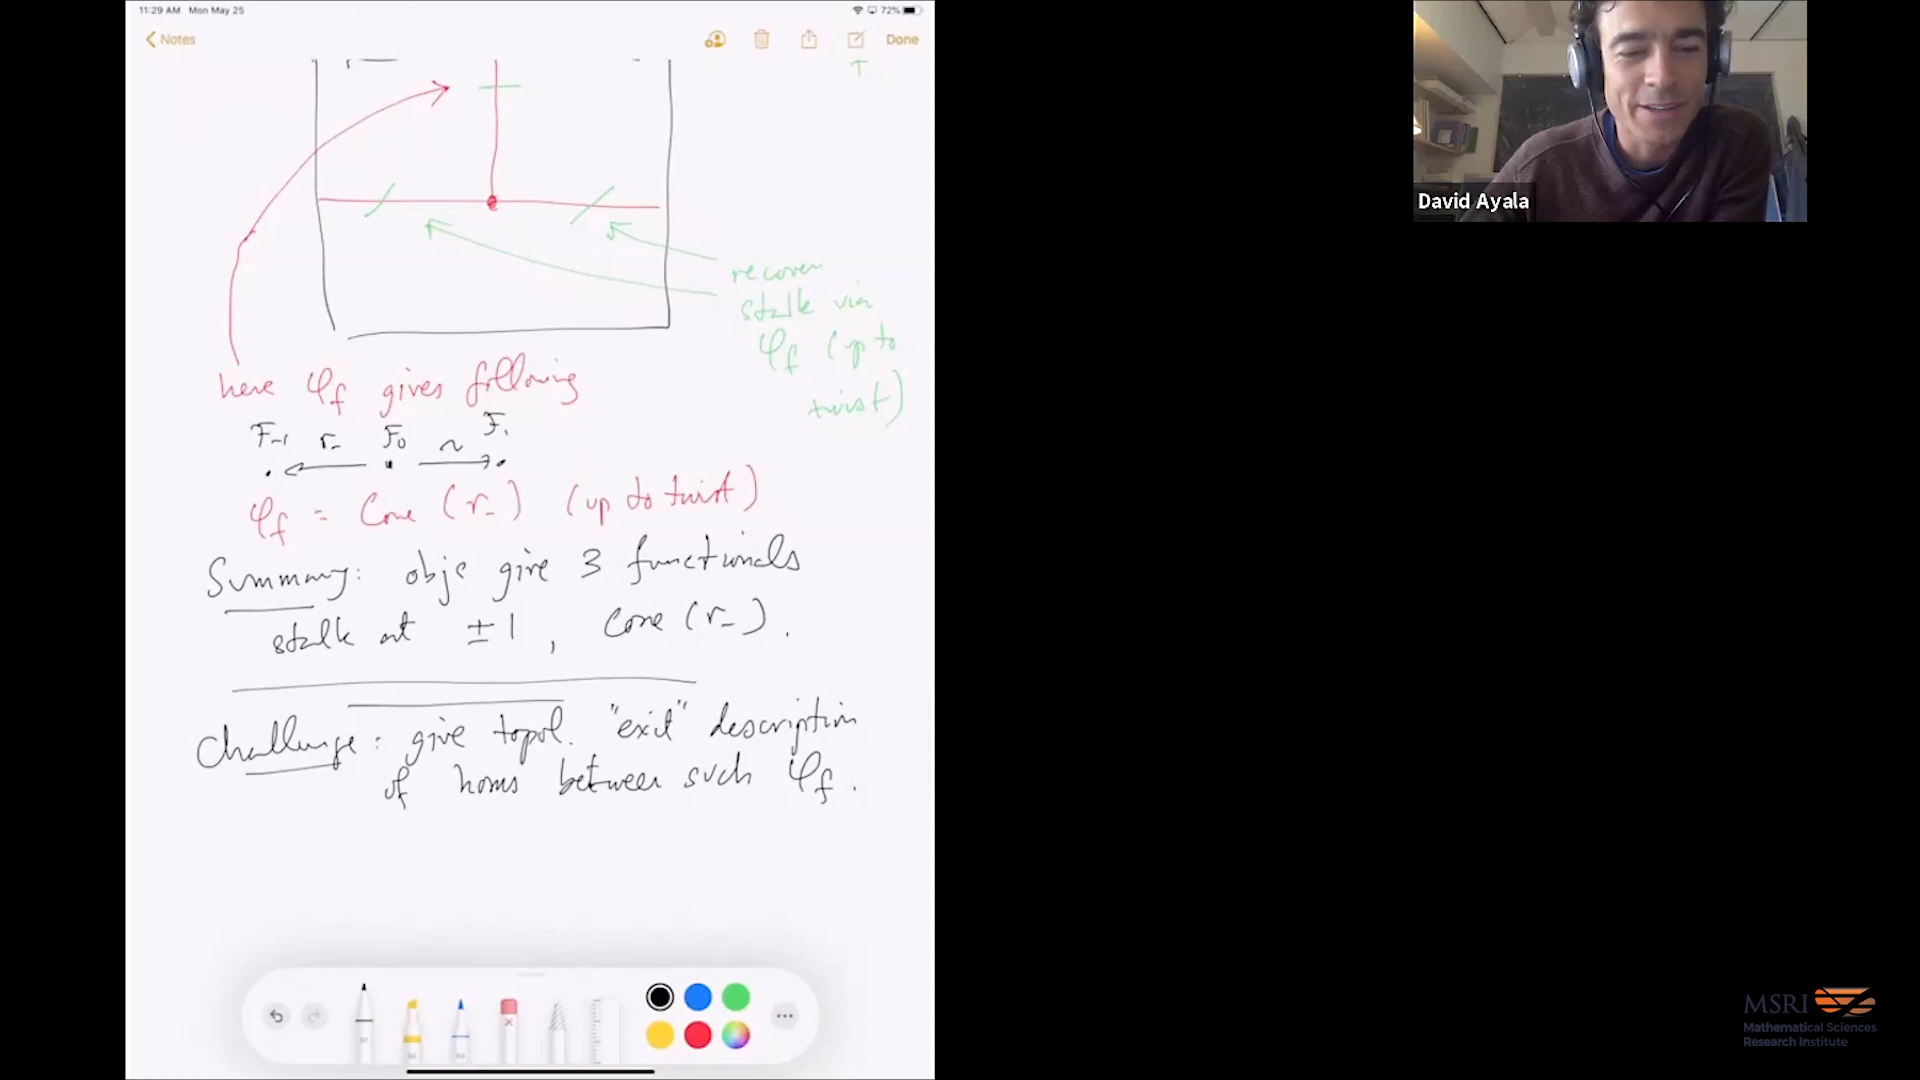 11:29 AM Mon May 25
72%
Notes
Done
recover
stalk via
φf (up to
twist)
here φf gives following
F-1 r- F0 ~ F1
φf = Cone (r-) (up to twist)
Summary: objs give 3 functionals
stalk at ±1, Cone (r-).
Challenge: give topol. "exit" description
of homs between such φf.
David Ayala
MSRI
Mathematical Sciences
Research Institute